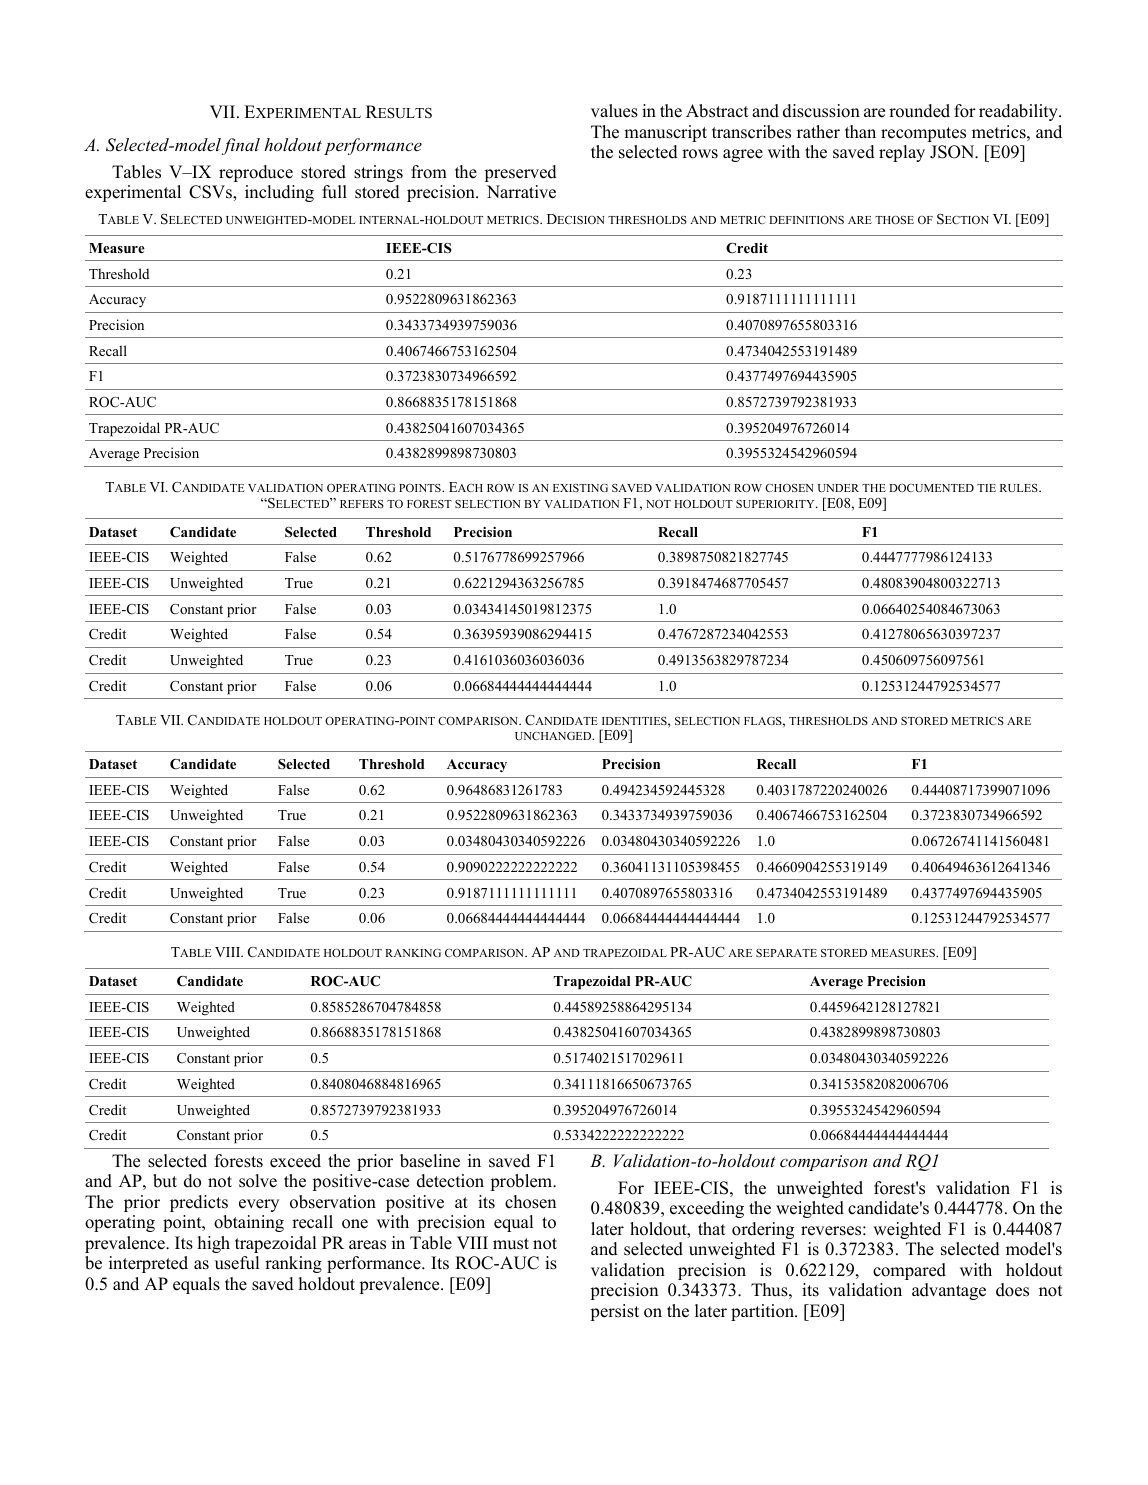 VII. EXPERIMENTAL RESULTS
A. Selected-model final holdout performance
Tables V–IX reproduce stored strings from the preserved
experimental CSVs, including full stored precision. Narrative
values in the Abstract and discussion are rounded for readability.
The manuscript transcribes rather than recomputes metrics, and
the selected rows agree with the saved replay JSON. [E09]
TABLE V. SELECTED UNWEIGHTED-MODEL INTERNAL-HOLDOUT METRICS. DECISION THRESHOLDS AND METRIC DEFINITIONS ARE THOSE OF SECTION VI. [E09]
Measure IEEE-CIS Credit
Threshold 0.21 0.23
Accuracy 0.9522809631862363 0.9187111111111111
Precision 0.3433734939759036 0.4070897655803316
Recall 0.4067466753162504 0.4734042553191489
F1 0.3723830734966592 0.4377497694435905
ROC-AUC 0.8668835178151868 0.8572739792381933
Trapezoidal PR-AUC 0.43825041607034365 0.395204976726014
Average Precision 0.4382899898730803 0.3955324542960594
TABLE VI. CANDIDATE VALIDATION OPERATING POINTS. EACH ROW IS AN EXISTING SAVED VALIDATION ROW CHOSEN UNDER THE DOCUMENTED TIE RULES.
“SELECTED” REFERS TO FOREST SELECTION BY VALIDATION F1, NOT HOLDOUT SUPERIORITY. [E08, E09]
Dataset Candidate Selected Threshold Precision Recall F1
IEEE-CIS Weighted False 0.62 0.5176778699257966 0.3898750821827745 0.4447777986124133
IEEE-CIS Unweighted True 0.21 0.6221294363256785 0.3918474687705457 0.48083904800322713
IEEE-CIS Constant prior False 0.03 0.03434145019812375 1.0 0.06640254084673063
Credit Weighted False 0.54 0.36395939086294415 0.4767287234042553 0.41278065630397237
Credit Unweighted True 0.23 0.4161036036036036 0.4913563829787234 0.450609756097561
Credit Constant prior False 0.06 0.06684444444444444 1.0 0.12531244792534577
TABLE VII. CANDIDATE HOLDOUT OPERATING-POINT COMPARISON. CANDIDATE IDENTITIES, SELECTION FLAGS, THRESHOLDS AND STORED METRICS ARE
UNCHANGED. [E09]
Dataset Candidate Selected Threshold Accuracy Precision Recall F1
IEEE-CIS Weighted False 0.62 0.96486831261783 0.494234592445328 0.4031787220240026 0.44408717399071096
IEEE-CIS Unweighted True 0.21 0.9522809631862363 0.3433734939759036 0.4067466753162504 0.3723830734966592
IEEE-CIS Constant prior False 0.03 0.03480430340592226 0.03480430340592226 1.0 0.06726741141560481
Credit Weighted False 0.54 0.9090222222222222 0.36041131105398455 0.4660904255319149 0.40649463612641346
Credit Unweighted True 0.23 0.9187111111111111 0.4070897655803316 0.4734042553191489 0.4377497694435905
Credit Constant prior False 0.06 0.06684444444444444 0.06684444444444444 1.0 0.12531244792534577
TABLE VIII. CANDIDATE HOLDOUT RANKING COMPARISON. AP AND TRAPEZOIDAL PR-AUC ARE SEPARATE STORED MEASURES. [E09]
Dataset Candidate ROC-AUC Trapezoidal PR-AUC Average Precision
IEEE-CIS Weighted 0.8585286704784858 0.44589258864295134 0.4459642128127821
IEEE-CIS Unweighted 0.8668835178151868 0.43825041607034365 0.4382899898730803
IEEE-CIS Constant prior 0.5 0.5174021517029611 0.03480430340592226
Credit Weighted 0.8408046884816965 0.34111816650673765 0.34153582082006706
Credit Unweighted 0.8572739792381933 0.395204976726014 0.3955324542960594
Credit Constant prior 0.5 0.5334222222222222 0.06684444444444444
The selected forests exceed the prior baseline in saved F1
and AP, but do not solve the positive-case detection problem.
The prior predicts every observation positive at its chosen
operating point, obtaining recall one with precision equal to
prevalence. Its high trapezoidal PR areas in Table VIII must not
be interpreted as useful ranking performance. Its ROC-AUC is
0.5 and AP equals the saved holdout prevalence. [E09]
B. Validation-to-holdout comparison and RQ1
For IEEE-CIS, the unweighted forest's validation F1 is
0.480839, exceeding the weighted candidate's 0.444778. On the
later holdout, that ordering reverses: weighted F1 is 0.444087
and selected unweighted F1 is 0.372383. The selected model's
validation precision is 0.622129, compared with holdout
precision 0.343373. Thus, its validation advantage does not
persist on the later partition. [E09]